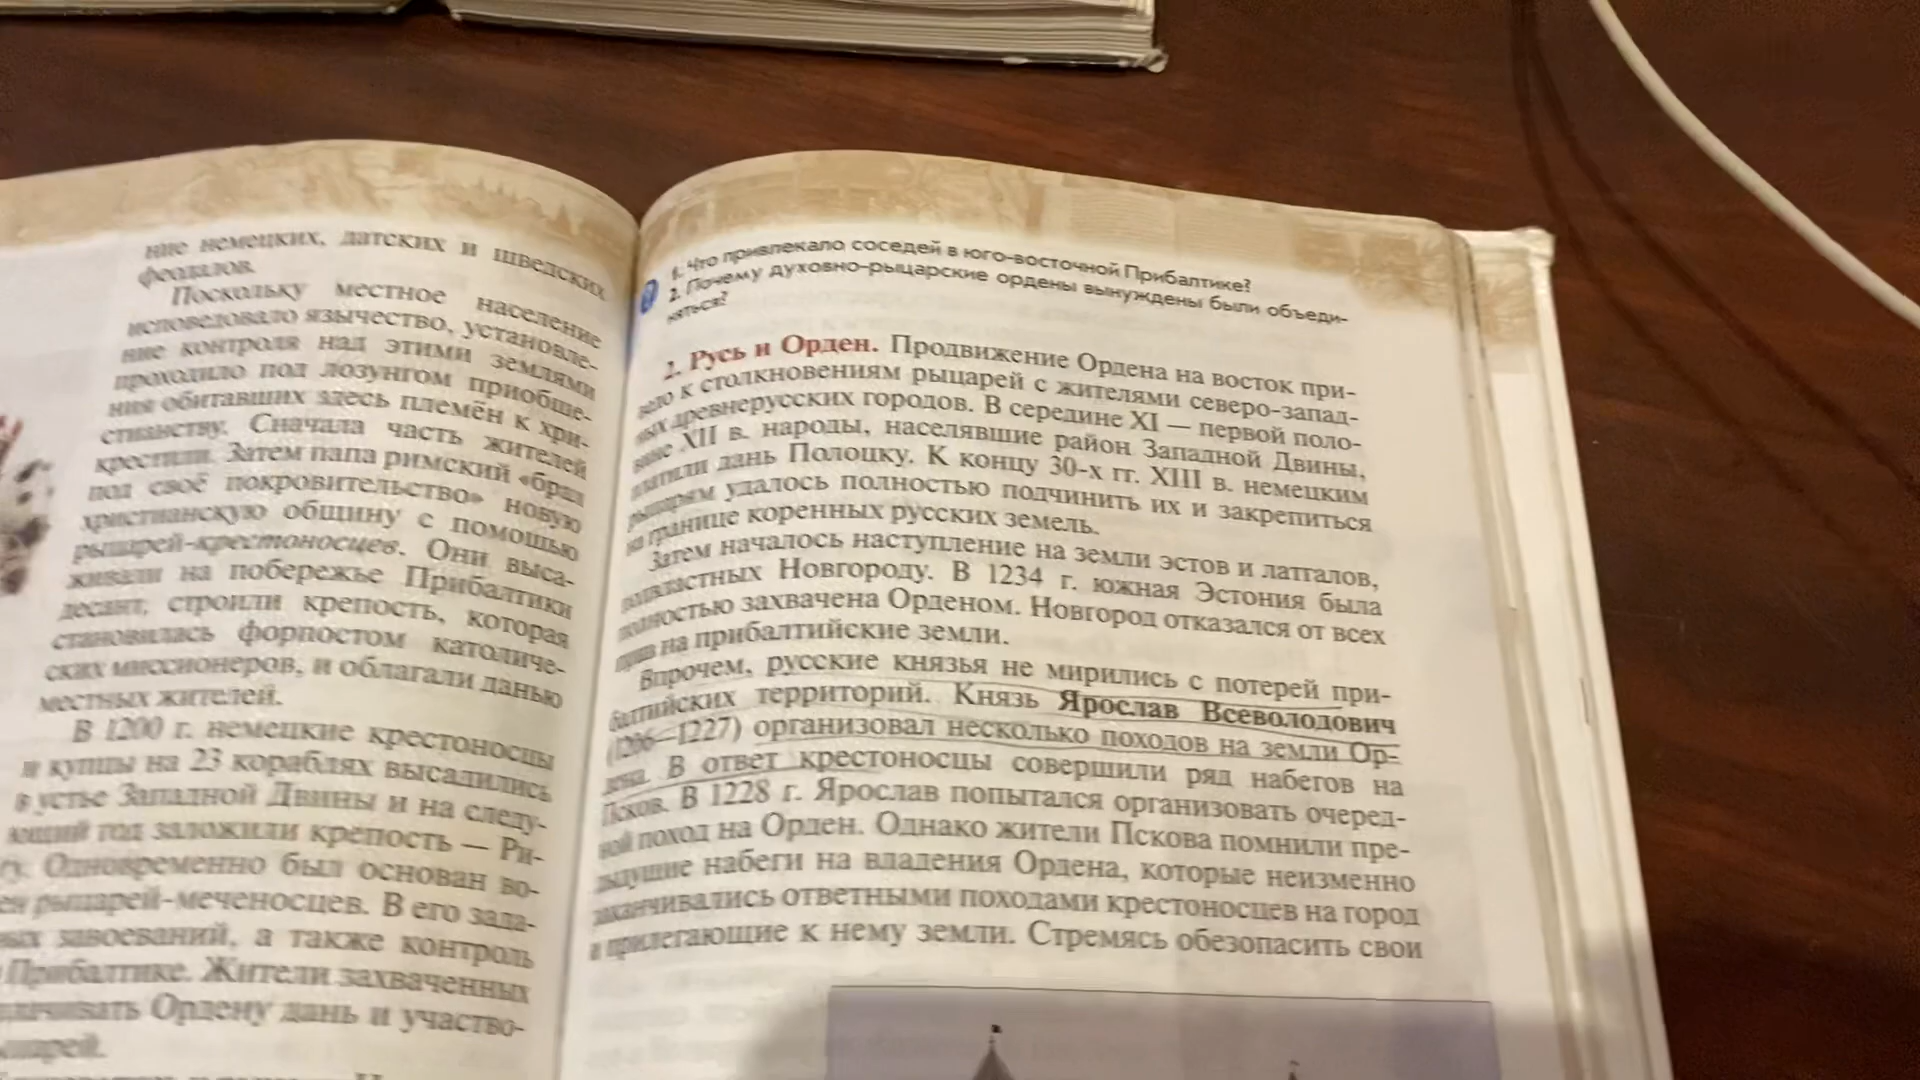 ние немецких, датских и шведских
феодалов.
Поскольку местное население
исповедовало язычество, установле-
ние контроля над этими землями
проходило под лозунгом приобще-
ния обитавших здесь племён к хри-
стианству. Сначала часть жителей
крестили. Затем папа римский «брал
под своё покровительство» новую
христианскую общину с помощью
рыцарей-крестоносцев. Они выса-
живали на побережье Прибалтики
десант, строили крепость, которая
становилась форпостом католиче-
ских миссионеров, и облагали данью
местных жителей.
В 1200 г. немецкие крестоносцы
и купцы на 23 кораблях высадились
в устье Западной Двины и на следу-
ющий год заложили крепость — Ри-
гу. Одновременно был основан во-
рыцарей-меченосцев. В его зада-
завоеваний, а также контроль
Прибалтике. Жители захваченных
Ордену дань и участво-
1. Что привлекало соседей в юго-восточной Прибалтике?
2. Почему духовно-рыцарские ордены вынуждены были объеди-
няться?
2. Русь и Орден. Продвижение Ордена на восток при-
вело к столкновениям рыцарей с жителями северо-запад-
ных древнерусских городов. В середине XI — первой поло-
вине XII в. народы, населявшие район Западной Двины,
платили дань Полоцку. К концу 30-х гг. XIII в. немецким
рыцарям удалось полностью подчинить их и закрепиться
на границе коренных русских земель.
Затем началось наступление на земли эстов и латгалов,
подвластных Новгороду. В 1234 г. южная Эстония была
полностью захвачена Орденом. Новгород отказался от всех
прав на прибалтийские земли.
Впрочем, русские князья не мирились с потерей при-
балтийских территорий. Князь Ярослав Всеволодович
(1206—1227) организовал несколько походов на земли Ор-
дена. В ответ крестоносцы совершили ряд набегов на
Псков. В 1228 г. Ярослав попытался организовать очеред-
ной поход на Орден. Однако жители Пскова помнили пре-
дыдущие набеги на владения Ордена, которые неизменно
заканчивались ответными походами крестоносцев на город
и прилегающие к нему земли. Стремясь обезопасить свои